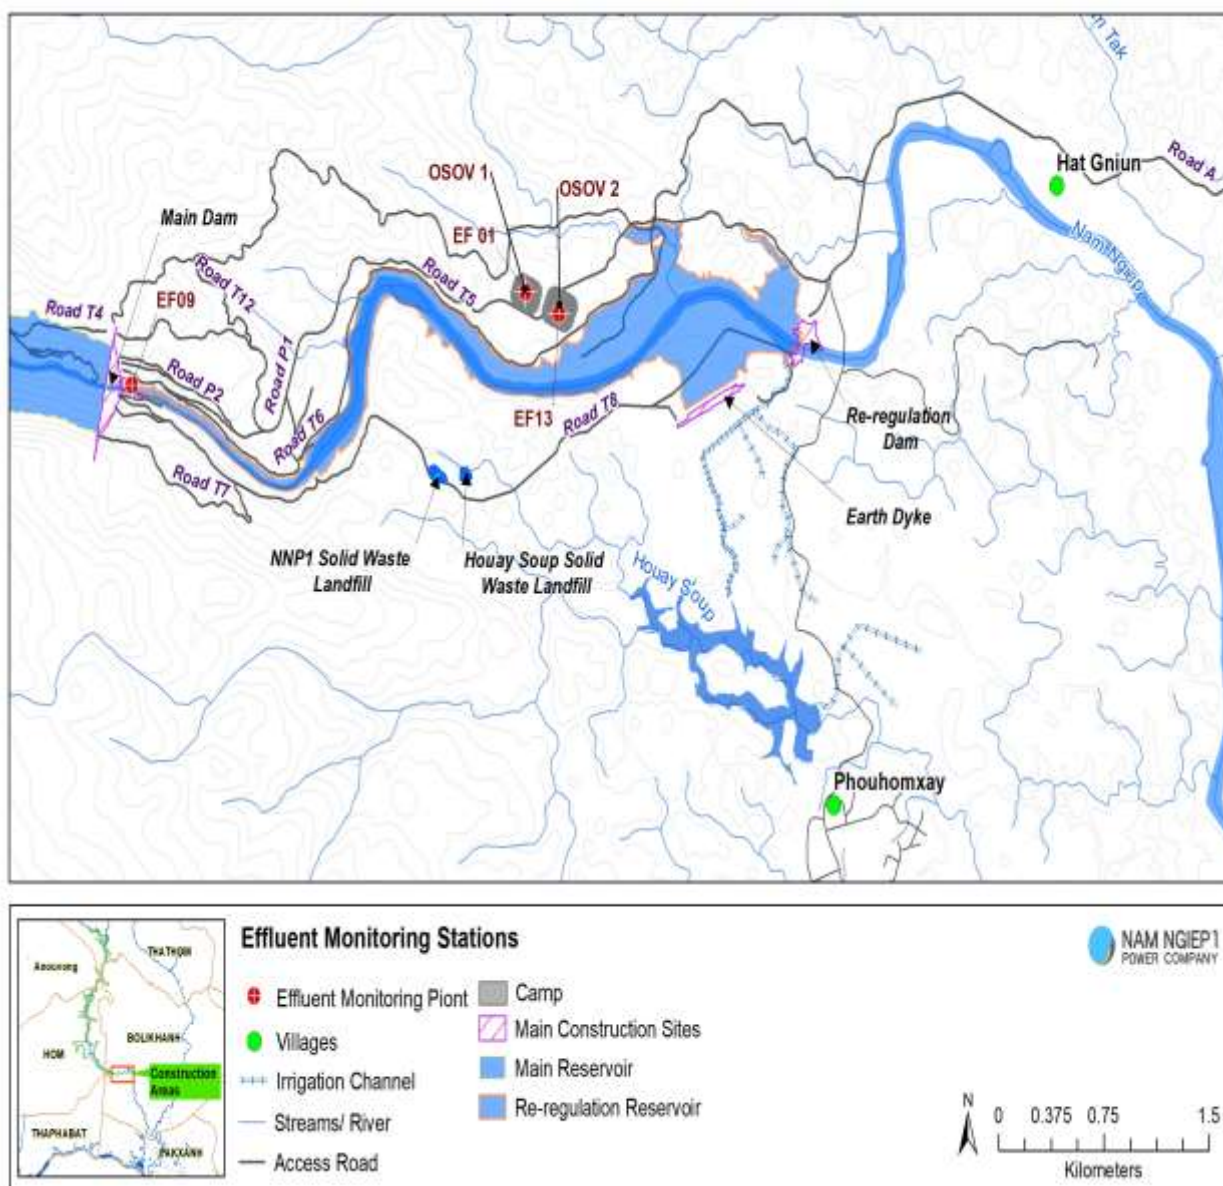 m Tak
Hat Gniun
Road A
OSOV 1
OSOV 2
Main Dam
EF 01
Nam Ngiep
Road T12
Road T5
EF09
Road T4
Road P1
Road P2
EF13
Road T8
Re-regulation
Dam
Road T6
Road T7
Earth Dyke
NNP1 Solid Waste
Landfill
Houay Soup Solid
Waste Landfill
Houay Soup
Phouhomxay
Effluent Monitoring Stations
Effluent Monitoring Piont
Villages
Irrigation Channel
Streams/ River
Access Road
Camp
Main Construction Sites
Main Reservoir
Re-regulation Reservoir
NAM NGIEP1
POWER COMPANY
THATHOM
Anouvong
BOLIKHANH
HOM
Construction
Areas
THAPHABAT
PAKXANH
N
0 0.375 0.75 1.5
Kilometers